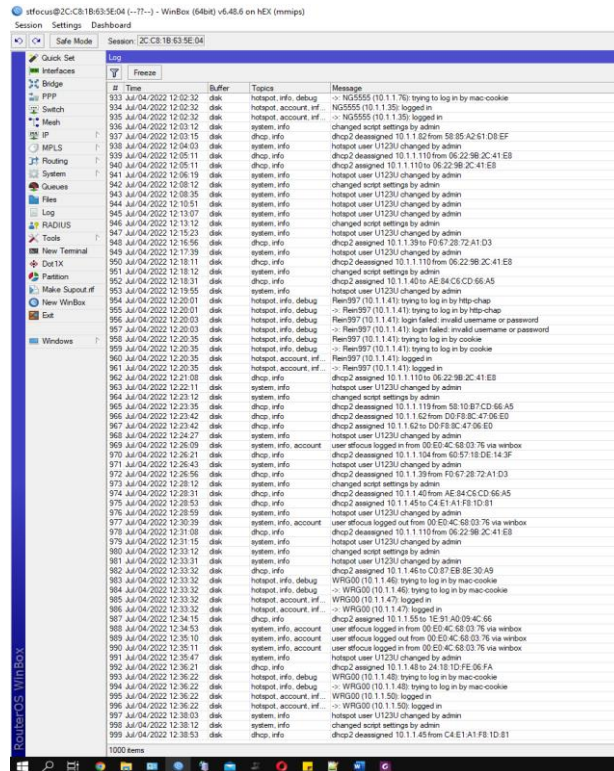 stfocus@2C:C8:1B:63:5E:04 (--??--) - WinBox (64bit) v6.48.6 on hEX (mmips)
Session Settings Dashboard
Safe Mode Session: 2C:C8:1B:63:5E:04
Quick Set
Interfaces
Bridge
PPP
Switch
Mesh
IP
MPLS
Routing
System
Queues
Files
Log
RADIUS
Tools
New Terminal
Dot1X
Partition
Make Supout.rif
New WinBox
Exit
Windows
RouterOS WinBox
Log
Freeze
# Time Buffer Topics Message
933 Jul/04/2022 12:02:32 disk hotspot, info, debug ->: NG5555 (10.1.1.76): trying to log in by mac-cookie
934 Jul/04/2022 12:02:32 disk hotspot, account, inf... NG5555 (10.1.1.35): logged in
935 Jul/04/2022 12:02:32 disk hotspot, account, inf... ->: NG5555 (10.1.1.35): logged in
936 Jul/04/2022 12:03:12 disk system, info changed script settings by admin
937 Jul/04/2022 12:03:15 disk dhcp, info dhcp2 deassigned 10.1.1.82 from 58:85:A2:61:D8:EF
938 Jul/04/2022 12:04:03 disk system, info hotspot user U123U changed by admin
939 Jul/04/2022 12:05:11 disk dhcp, info dhcp2 deassigned 10.1.1.110 from 06:22:9B:2C:41:E8
940 Jul/04/2022 12:05:11 disk dhcp, info dhcp2 assigned 10.1.1.110 to 06:22:9B:2C:41:E8
941 Jul/04/2022 12:06:19 disk system, info hotspot user U123U changed by admin
942 Jul/04/2022 12:08:12 disk system, info changed script settings by admin
943 Jul/04/2022 12:08:35 disk system, info hotspot user U123U changed by admin
944 Jul/04/2022 12:10:51 disk system, info hotspot user U123U changed by admin
945 Jul/04/2022 12:13:07 disk system, info hotspot user U123U changed by admin
946 Jul/04/2022 12:13:12 disk system, info changed script settings by admin
947 Jul/04/2022 12:15:23 disk system, info hotspot user U123U changed by admin
948 Jul/04/2022 12:16:56 disk dhcp, info dhcp2 assigned 10.1.1.39 to F0:67:28:72:A1:D3
949 Jul/04/2022 12:17:39 disk system, info hotspot user U123U changed by admin
950 Jul/04/2022 12:18:11 disk dhcp, info dhcp2 deassigned 10.1.1.110 from 06:22:9B:2C:41:E8
951 Jul/04/2022 12:18:12 disk system, info changed script settings by admin
952 Jul/04/2022 12:18:31 disk dhcp, info dhcp2 assigned 10.1.1.40 to AE:84:C6:CD:66:A5
953 Jul/04/2022 12:19:55 disk system, info hotspot user U123U changed by admin
954 Jul/04/2022 12:20:01 disk hotspot, info, debug Rein997 (10.1.1.41): trying to log in by http-chap
955 Jul/04/2022 12:20:01 disk hotspot, info, debug ->: Rein997 (10.1.1.41): trying to log in by http-chap
956 Jul/04/2022 12:20:03 disk hotspot, info, debug Rein997 (10.1.1.41): login failed: invalid username or password
957 Jul/04/2022 12:20:03 disk hotspot, info, debug ->: Rein997 (10.1.1.41): login failed: invalid username or password
958 Jul/04/2022 12:20:35 disk hotspot, info, debug Rein997 (10.1.1.41): trying to log in by cookie
959 Jul/04/2022 12:20:35 disk hotspot, info, debug ->: Rein997 (10.1.1.41): trying to log in by cookie
960 Jul/04/2022 12:20:35 disk hotspot, account, inf... Rein997 (10.1.1.41): logged in
961 Jul/04/2022 12:20:35 disk hotspot, account, inf... ->: Rein997 (10.1.1.41): logged in
962 Jul/04/2022 12:21:08 disk dhcp, info dhcp2 assigned 10.1.1.110 to 06:22:9B:2C:41:E8
963 Jul/04/2022 12:22:11 disk system, info hotspot user U123U changed by admin
964 Jul/04/2022 12:23:12 disk system, info changed script settings by admin
965 Jul/04/2022 12:23:35 disk dhcp, info dhcp2 deassigned 10.1.1.119 from 58:10:B7:CD:66:A5
966 Jul/04/2022 12:23:42 disk dhcp, info dhcp2 deassigned 10.1.1.62 from D0:F8:8C:47:06:E0
967 Jul/04/2022 12:23:42 disk dhcp, info dhcp2 assigned 10.1.1.62 to D0:F8:8C:47:06:E0
968 Jul/04/2022 12:24:27 disk system, info hotspot user U123U changed by admin
969 Jul/04/2022 12:26:09 disk system, info, account user stfocus logged in from 00:E0:4C:68:03:76 via winbox
970 Jul/04/2022 12:26:21 disk dhcp, info dhcp2 deassigned 10.1.1.104 from 60:57:18:DE:14:3F
971 Jul/04/2022 12:26:43 disk system, info hotspot user U123U changed by admin
972 Jul/04/2022 12:26:56 disk dhcp, info dhcp2 deassigned 10.1.1.39 from F0:67:28:72:A1:D3
973 Jul/04/2022 12:28:12 disk system, info changed script settings by admin
974 Jul/04/2022 12:28:31 disk dhcp, info dhcp2 deassigned 10.1.1.40 from AE:84:C6:CD:66:A5
975 Jul/04/2022 12:28:53 disk dhcp, info dhcp2 assigned 10.1.1.45 to C4:E1:A1:F8:1D:81
976 Jul/04/2022 12:28:59 disk system, info hotspot user U123U changed by admin
977 Jul/04/2022 12:30:39 disk system, info, account user stfocus logged out from 00:E0:4C:68:03:76 via winbox
978 Jul/04/2022 12:31:08 disk dhcp, info dhcp2 deassigned 10.1.1.110 from 06:22:9B:2C:41:E8
979 Jul/04/2022 12:31:15 disk system, info hotspot user U123U changed by admin
980 Jul/04/2022 12:33:12 disk system, info changed script settings by admin
981 Jul/04/2022 12:33:31 disk system, info hotspot user U123U changed by admin
982 Jul/04/2022 12:33:32 disk dhcp, info dhcp2 assigned 10.1.1.46 to C0:87:EB:8E:30:A9
983 Jul/04/2022 12:33:32 disk hotspot, info, debug WRG00 (10.1.1.46): trying to log in by mac-cookie
984 Jul/04/2022 12:33:32 disk hotspot, info, debug ->: WRG00 (10.1.1.46): trying to log in by mac-cookie
985 Jul/04/2022 12:33:32 disk hotspot, account, inf... WRG00 (10.1.1.47): logged in
986 Jul/04/2022 12:33:32 disk hotspot, account, inf... ->: WRG00 (10.1.1.47): logged in
987 Jul/04/2022 12:34:15 disk dhcp, info dhcp2 assigned 10.1.1.55 to 1E:91:A0:09:4C:66
988 Jul/04/2022 12:34:53 disk system, info, account user stfocus logged in from 00:E0:4C:68:03:76 via winbox
989 Jul/04/2022 12:35:10 disk system, info, account user stfocus logged out from 00:E0:4C:68:03:76 via winbox
990 Jul/04/2022 12:35:11 disk system, info, account user stfocus logged in from 00:E0:4C:68:03:76 via winbox
991 Jul/04/2022 12:35:47 disk system, info hotspot user U123U changed by admin
992 Jul/04/2022 12:36:21 disk dhcp, info dhcp2 assigned 10.1.1.48 to 24:18:1D:FE:06:FA
993 Jul/04/2022 12:36:22 disk hotspot, info, debug WRG00 (10.1.1.48): trying to log in by mac-cookie
994 Jul/04/2022 12:36:22 disk hotspot, info, debug ->: WRG00 (10.1.1.48): trying to log in by mac-cookie
995 Jul/04/2022 12:36:22 disk hotspot, account, inf... WRG00 (10.1.1.50): logged in
996 Jul/04/2022 12:36:22 disk hotspot, account, inf... ->: WRG00 (10.1.1.50): logged in
997 Jul/04/2022 12:38:03 disk system, info hotspot user U123U changed by admin
998 Jul/04/2022 12:38:12 disk system, info changed script settings by admin
999 Jul/04/2022 12:38:53 disk dhcp, info dhcp2 deassigned 10.1.1.45 from C4:E1:A1:F8:1D:81
1000 items